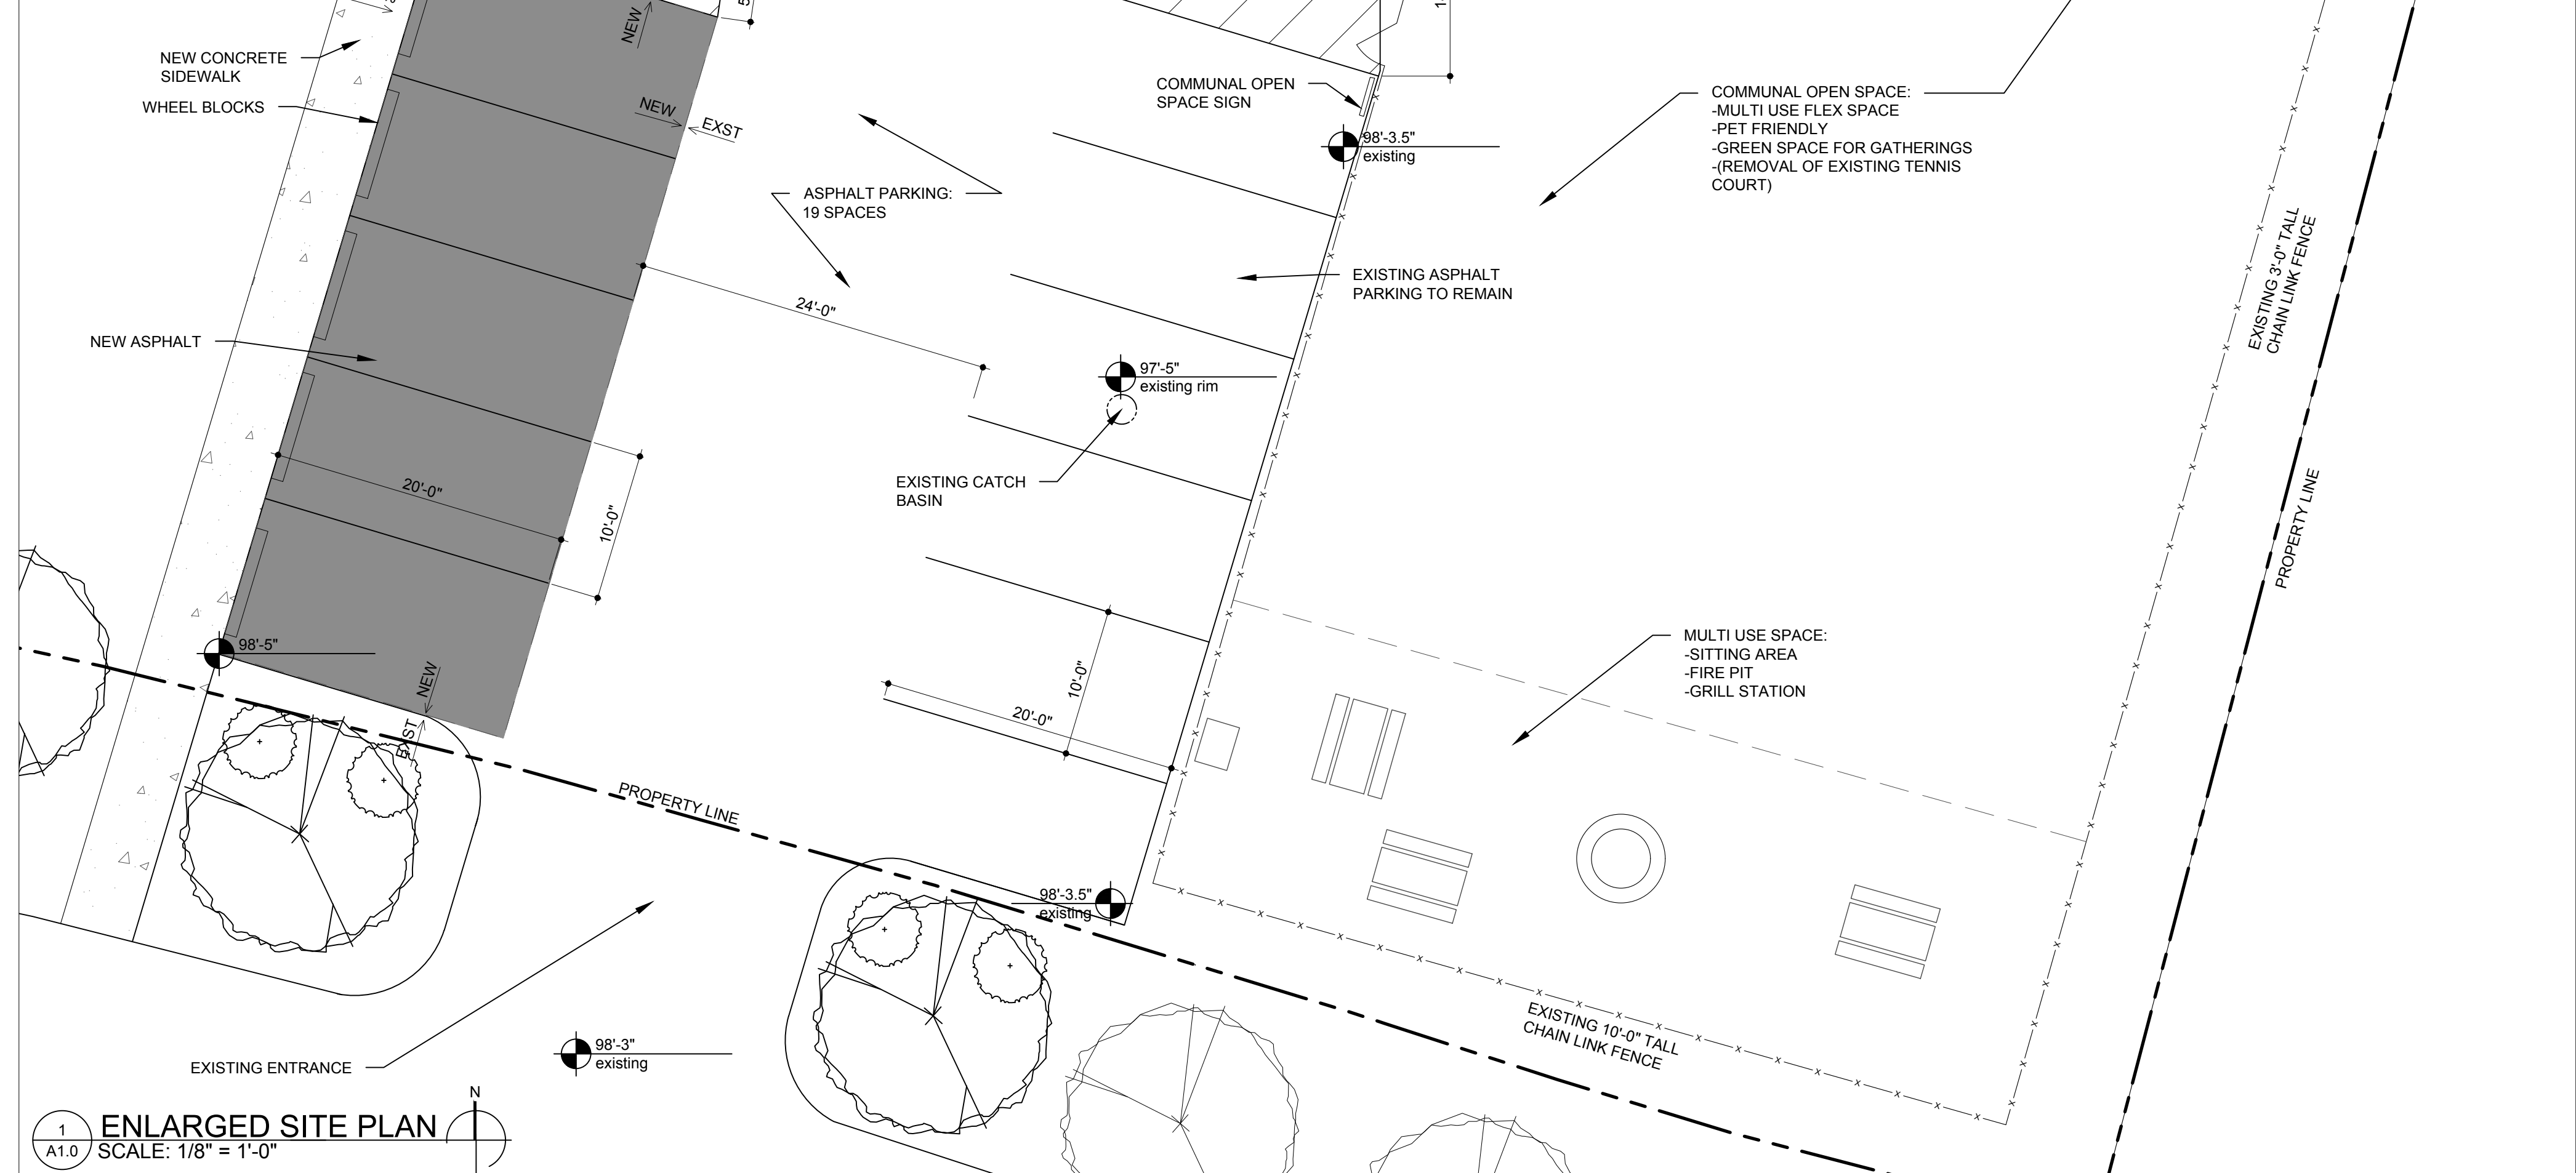 NEW CONCRETE
SIDEWALK
WHEEL BLOCKS
NEW
NEW
EXST
COMMUNAL OPEN
SPACE SIGN
98'-3.5"
existing
COMMUNAL OPEN SPACE:
-MULTI USE FLEX SPACE
-PET FRIENDLY
-GREEN SPACE FOR GATHERINGS
-(REMOVAL OF EXISTING TENNIS
COURT)
ASPHALT PARKING:
19 SPACES
EXISTING ASPHALT
PARKING TO REMAIN
EXISTING 3'-0" TALL
CHAIN LINK FENCE
24'-0"
NEW ASPHALT
97'-5"
existing rim
EXISTING CATCH
BASIN
20'-0"
10'-0"
PROPERTY LINE
98'-5"
NEW
EXST
10'-0"
20'-0"
MULTI USE SPACE:
-SITTING AREA
-FIRE PIT
-GRILL STATION
PROPERTY LINE
98'-3.5"
existing
EXISTING 10'-0" TALL
CHAIN LINK FENCE
EXISTING ENTRANCE
98'-3"
existing
N
1
A1.0
ENLARGED SITE PLAN
SCALE: 1/8" = 1'-0"